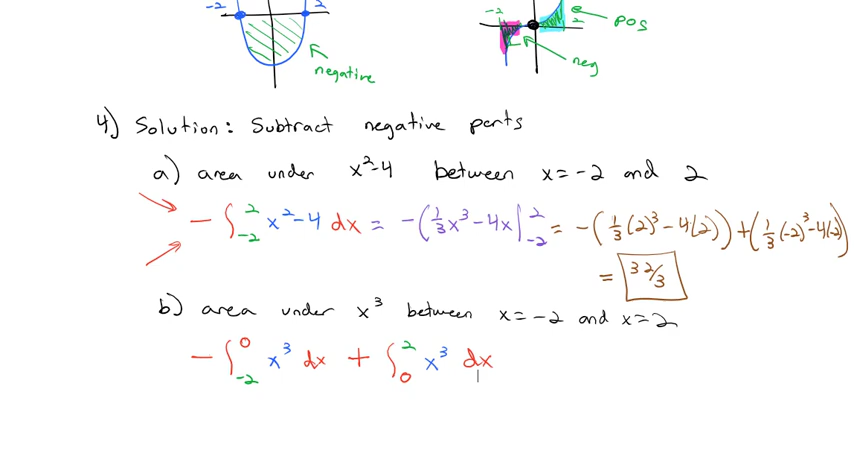 -2 2
negative
-2 2
pos
neg
4) Solution: Subtract negative parts
a) area under x²-4 between x=-2 and 2
- ∫₋₂² x²-4 dx = -(⅓x³-4x|₋₂² = -(⅓(2)³-4(2)) + (⅓(-2)³-4(-2))
= 32/3
b) area under x³ between x=-2 and x=2
- ∫₋₂⁰ x³ dx + ∫₀² x³ dx